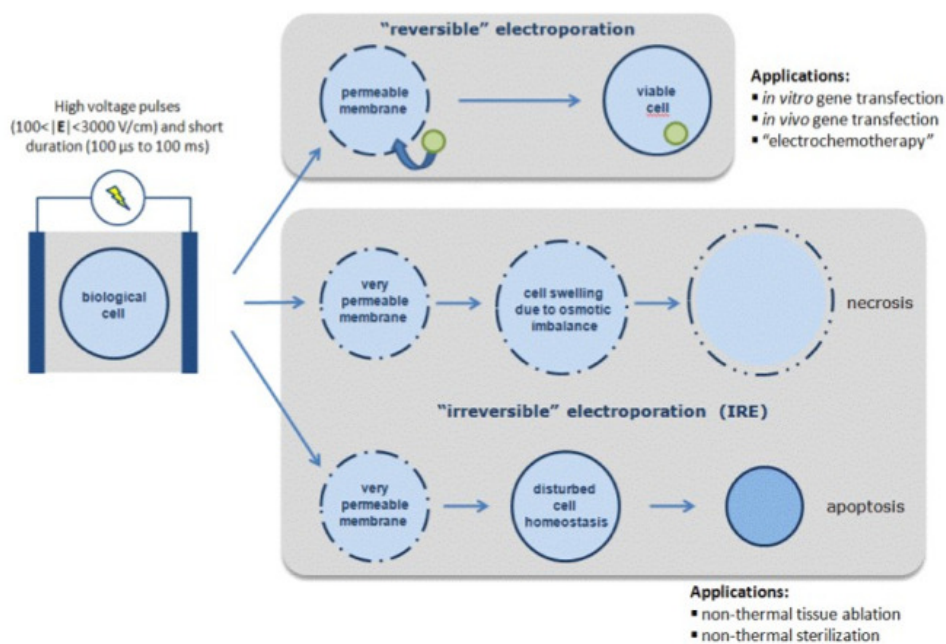 "reversible" electroporation
permeable
membrane
viable
cell
Applications:
▪ in vitro gene transfection
▪ in vivo gene transfection
▪ "electrochemotherapy"
High voltage pulses
(100<|E|<3000 V/cm) and short
duration (100 µs to 100 ms)
biological
cell
very
permeable
membrane
cell swelling
due to osmotic
imbalance
necrosis
"irreversible" electroporation (IRE)
very
permeable
membrane
disturbed
cell
homeostasis
apoptosis
Applications:
▪ non-thermal tissue ablation
▪ non-thermal sterilization